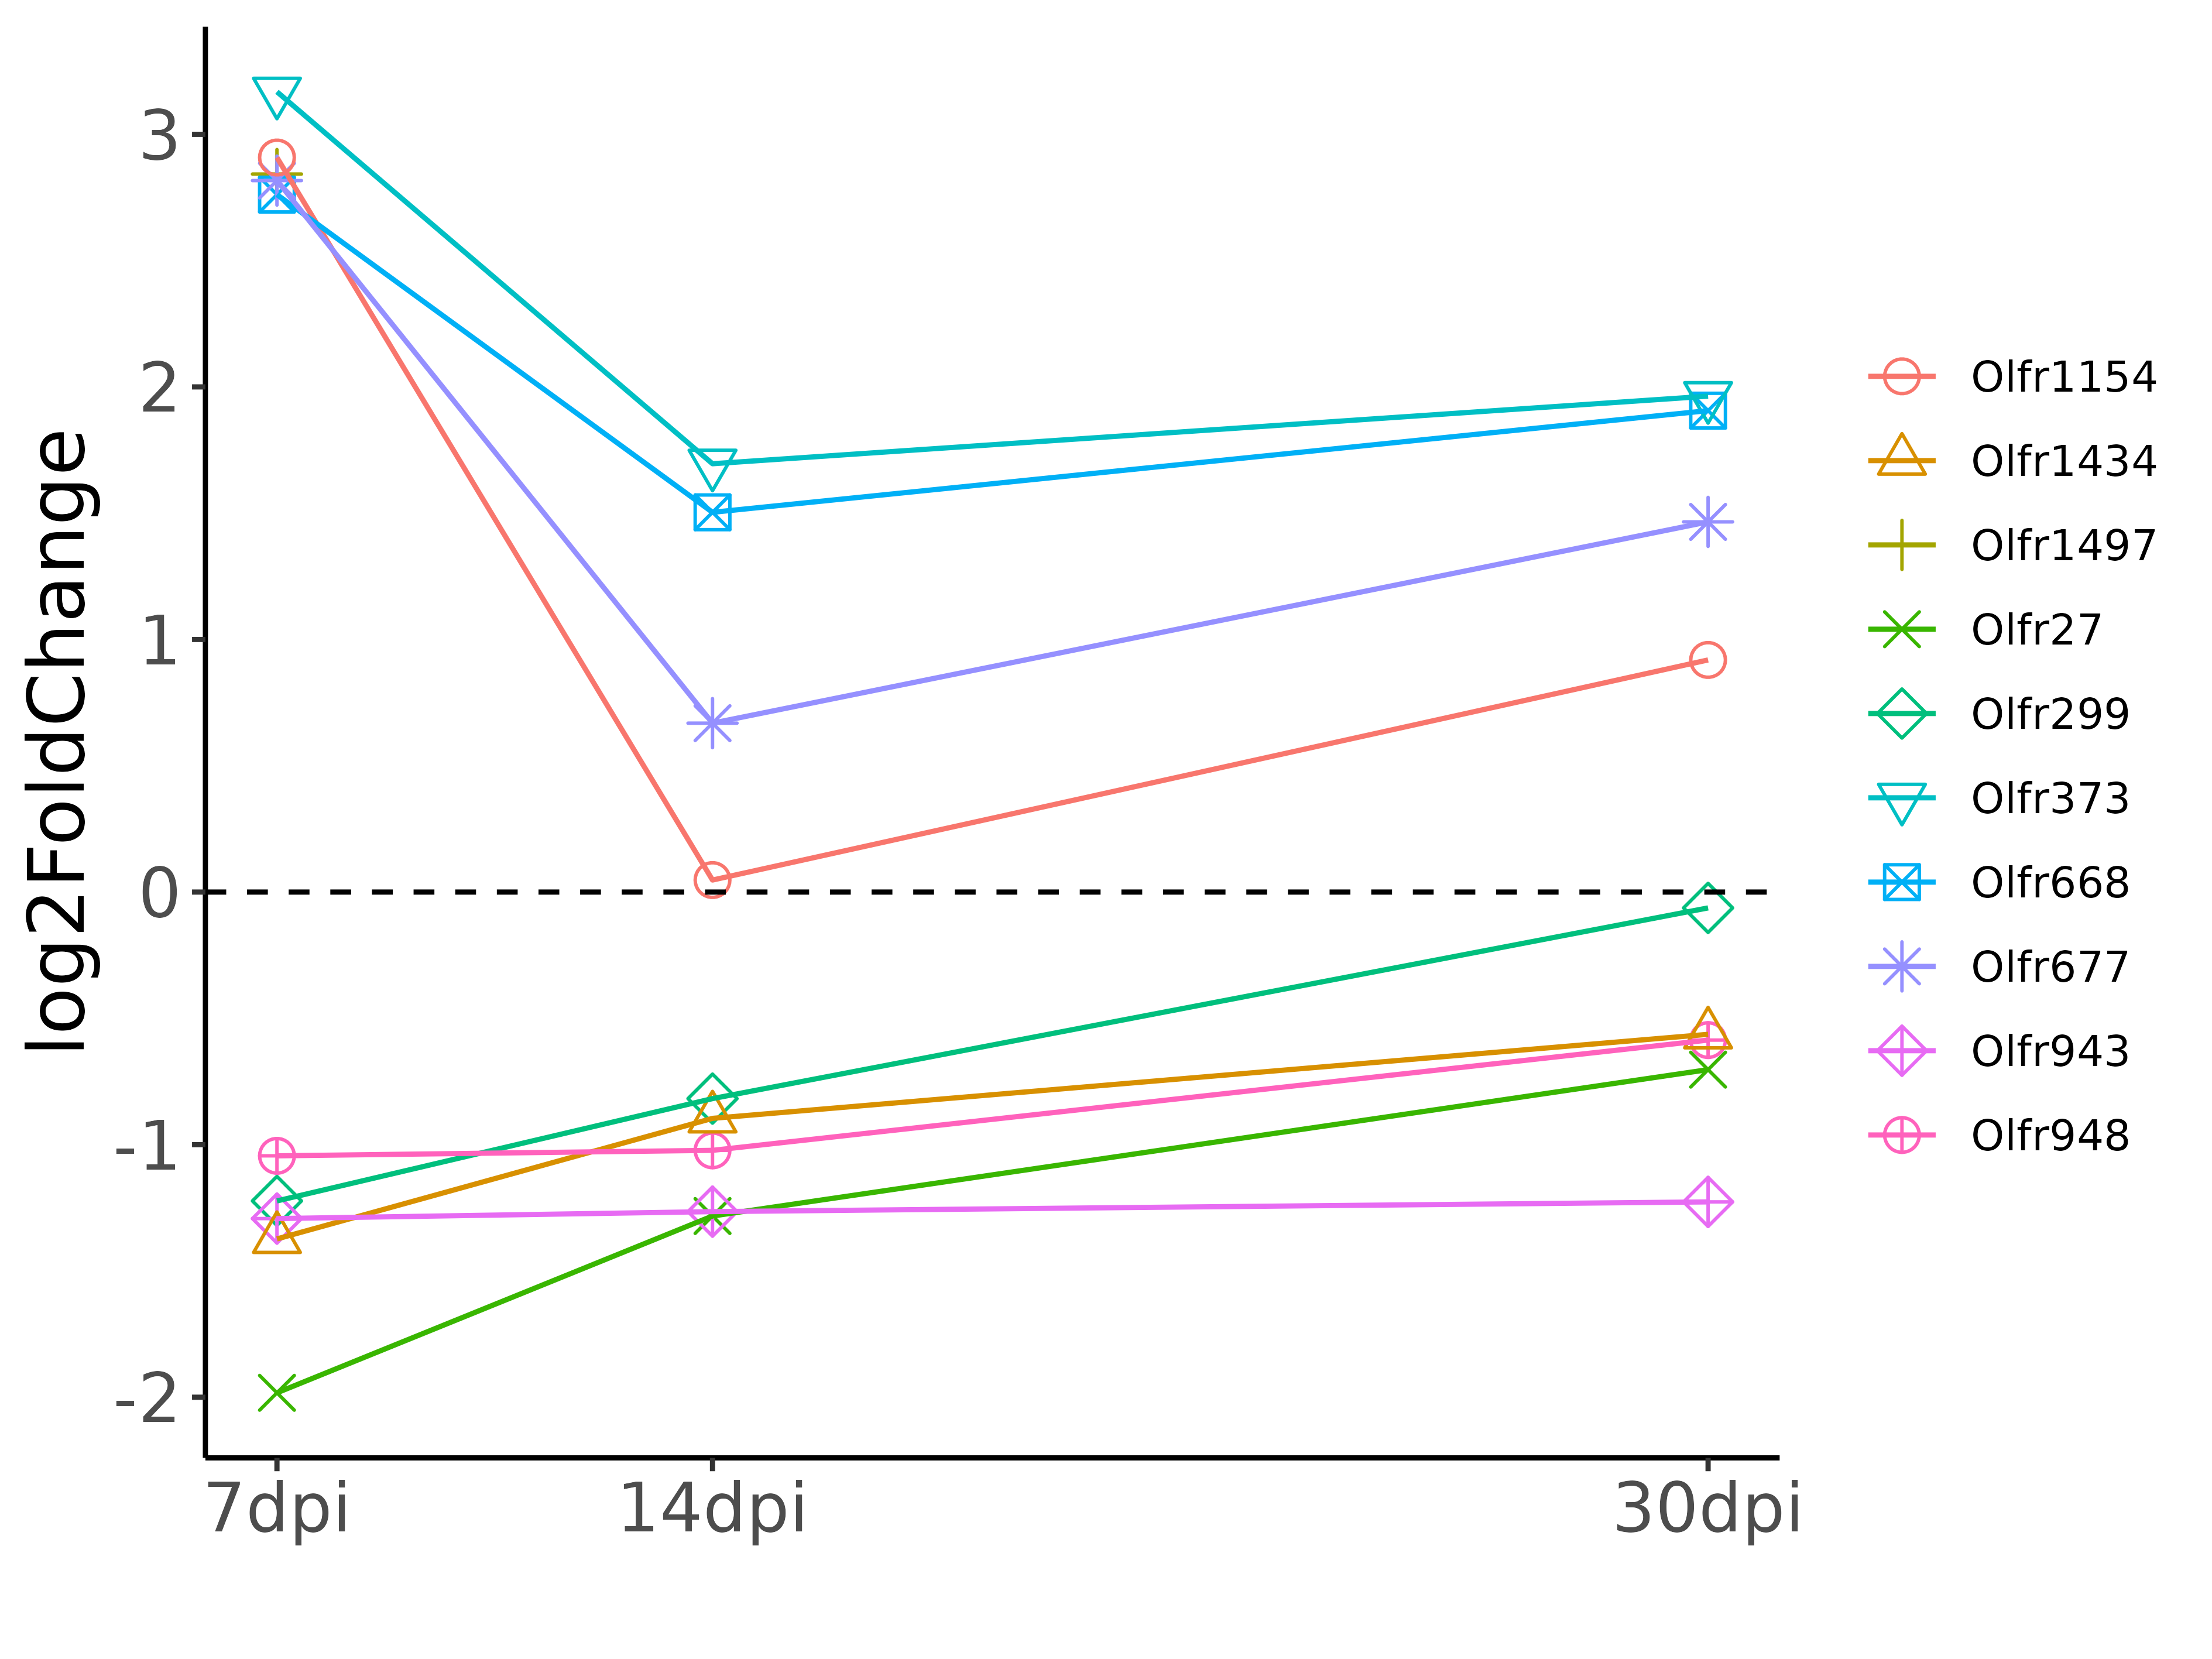 log2FoldChange
3
2
1
0
-1
-2
7dpi
14dpi
30dpi
Olfr1154
Olfr1434
Olfr1497
Olfr27
Olfr299
Olfr373
Olfr668
Olfr677
Olfr943
Olfr948